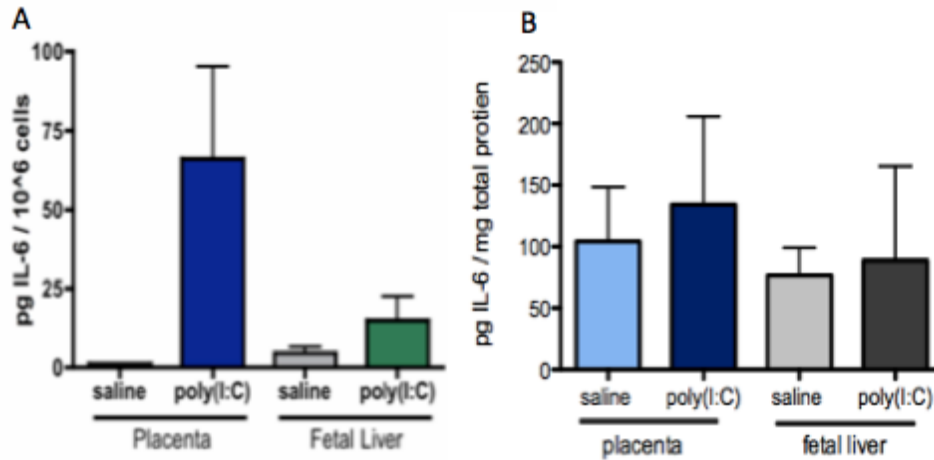 A
pg IL-6 / 10^6 cells
100
75
50
25
0
saline poly(I:C) saline poly(I:C)
Placenta Fetal Liver
B
pg IL-6 / mg total protien
250
200
150
100
50
0
saline poly(I:C) saline poly(I:C)
placenta fetal liver